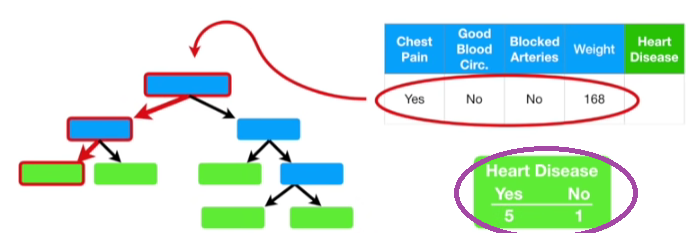 Chest Pain
Good Blood Circ.
Blocked Arteries
Weight
Heart Disease
Yes
No
No
168
Heart Disease
Yes No
5 1